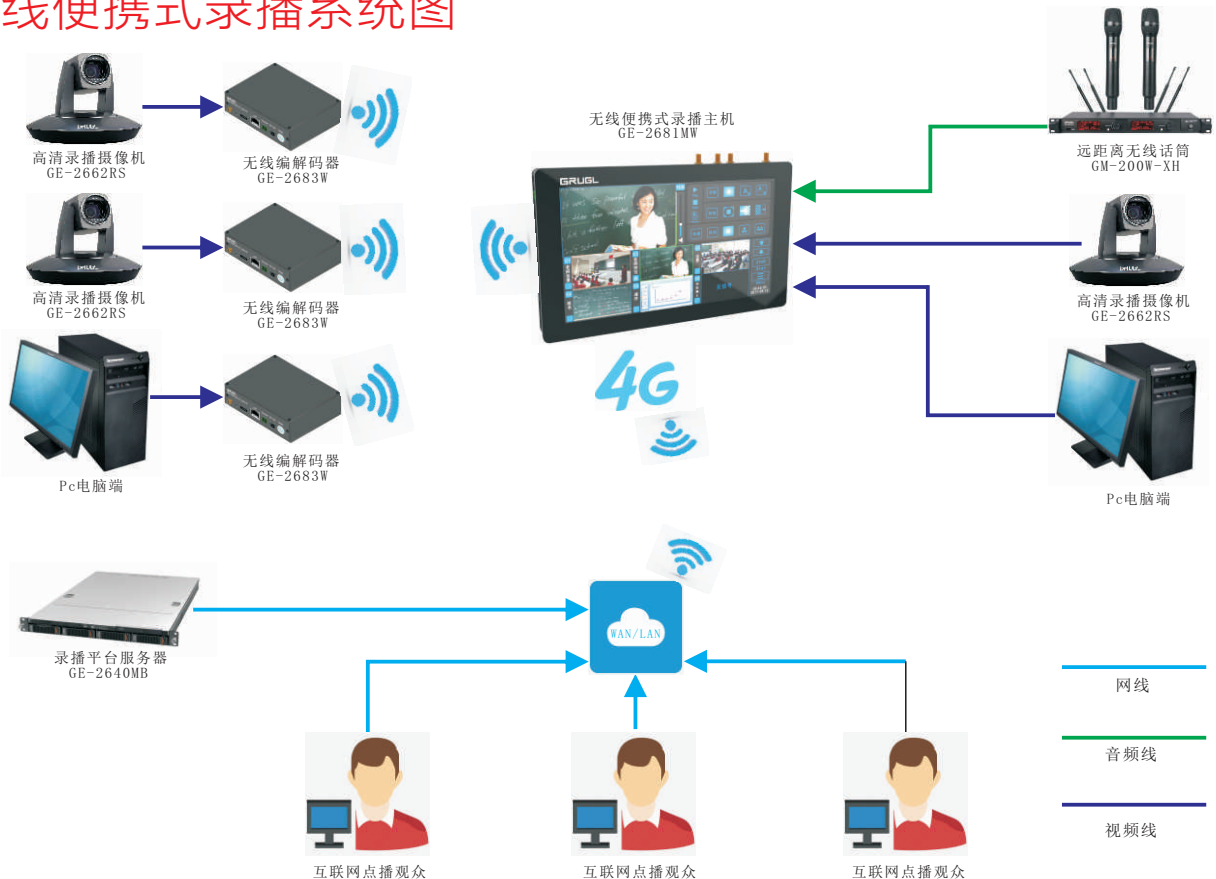 线便携式录播系统图
高清录播摄像机
GE-2662RS
无线编解码器
GE-2683W
无线便携式录播主机
GE-2681MW
GRUGL
远距离无线话筒
GM-200W-XH
高清录播摄像机
GE-2662RS
无线编解码器
GE-2683W
高清录播摄像机
GE-2662RS
4G
Pc电脑端
无线编解码器
GE-2683W
Pc电脑端
录播平台服务器
GE-2640MB
WAN/LAN
网线
音频线
视频线
互联网点播观众
互联网点播观众
互联网点播观众